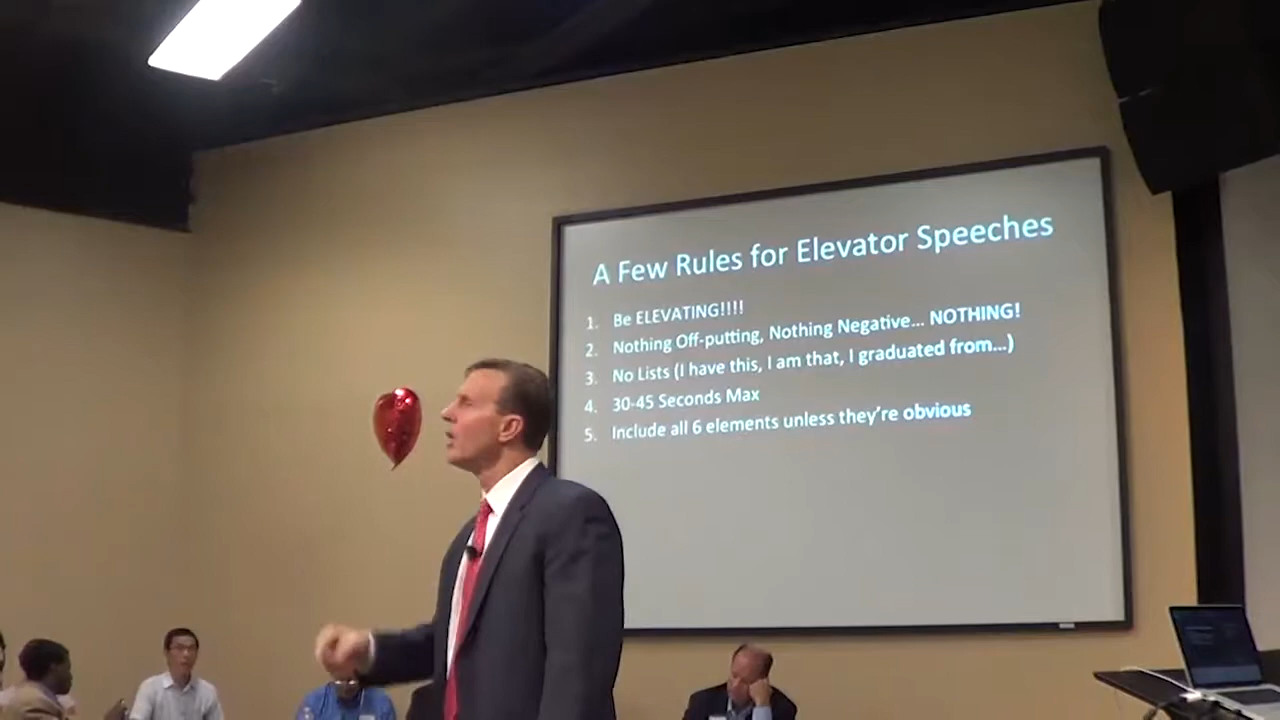 A Few Rules for Elevator Speeches
1. Be ELEVATING!!!!
2. Nothing Off-putting, Nothing Negative... NOTHING!
3. No Lists (I have this, I am that, I graduated from...)
4. 30-45 Seconds Max
5. Include all 6 elements unless they're obvious